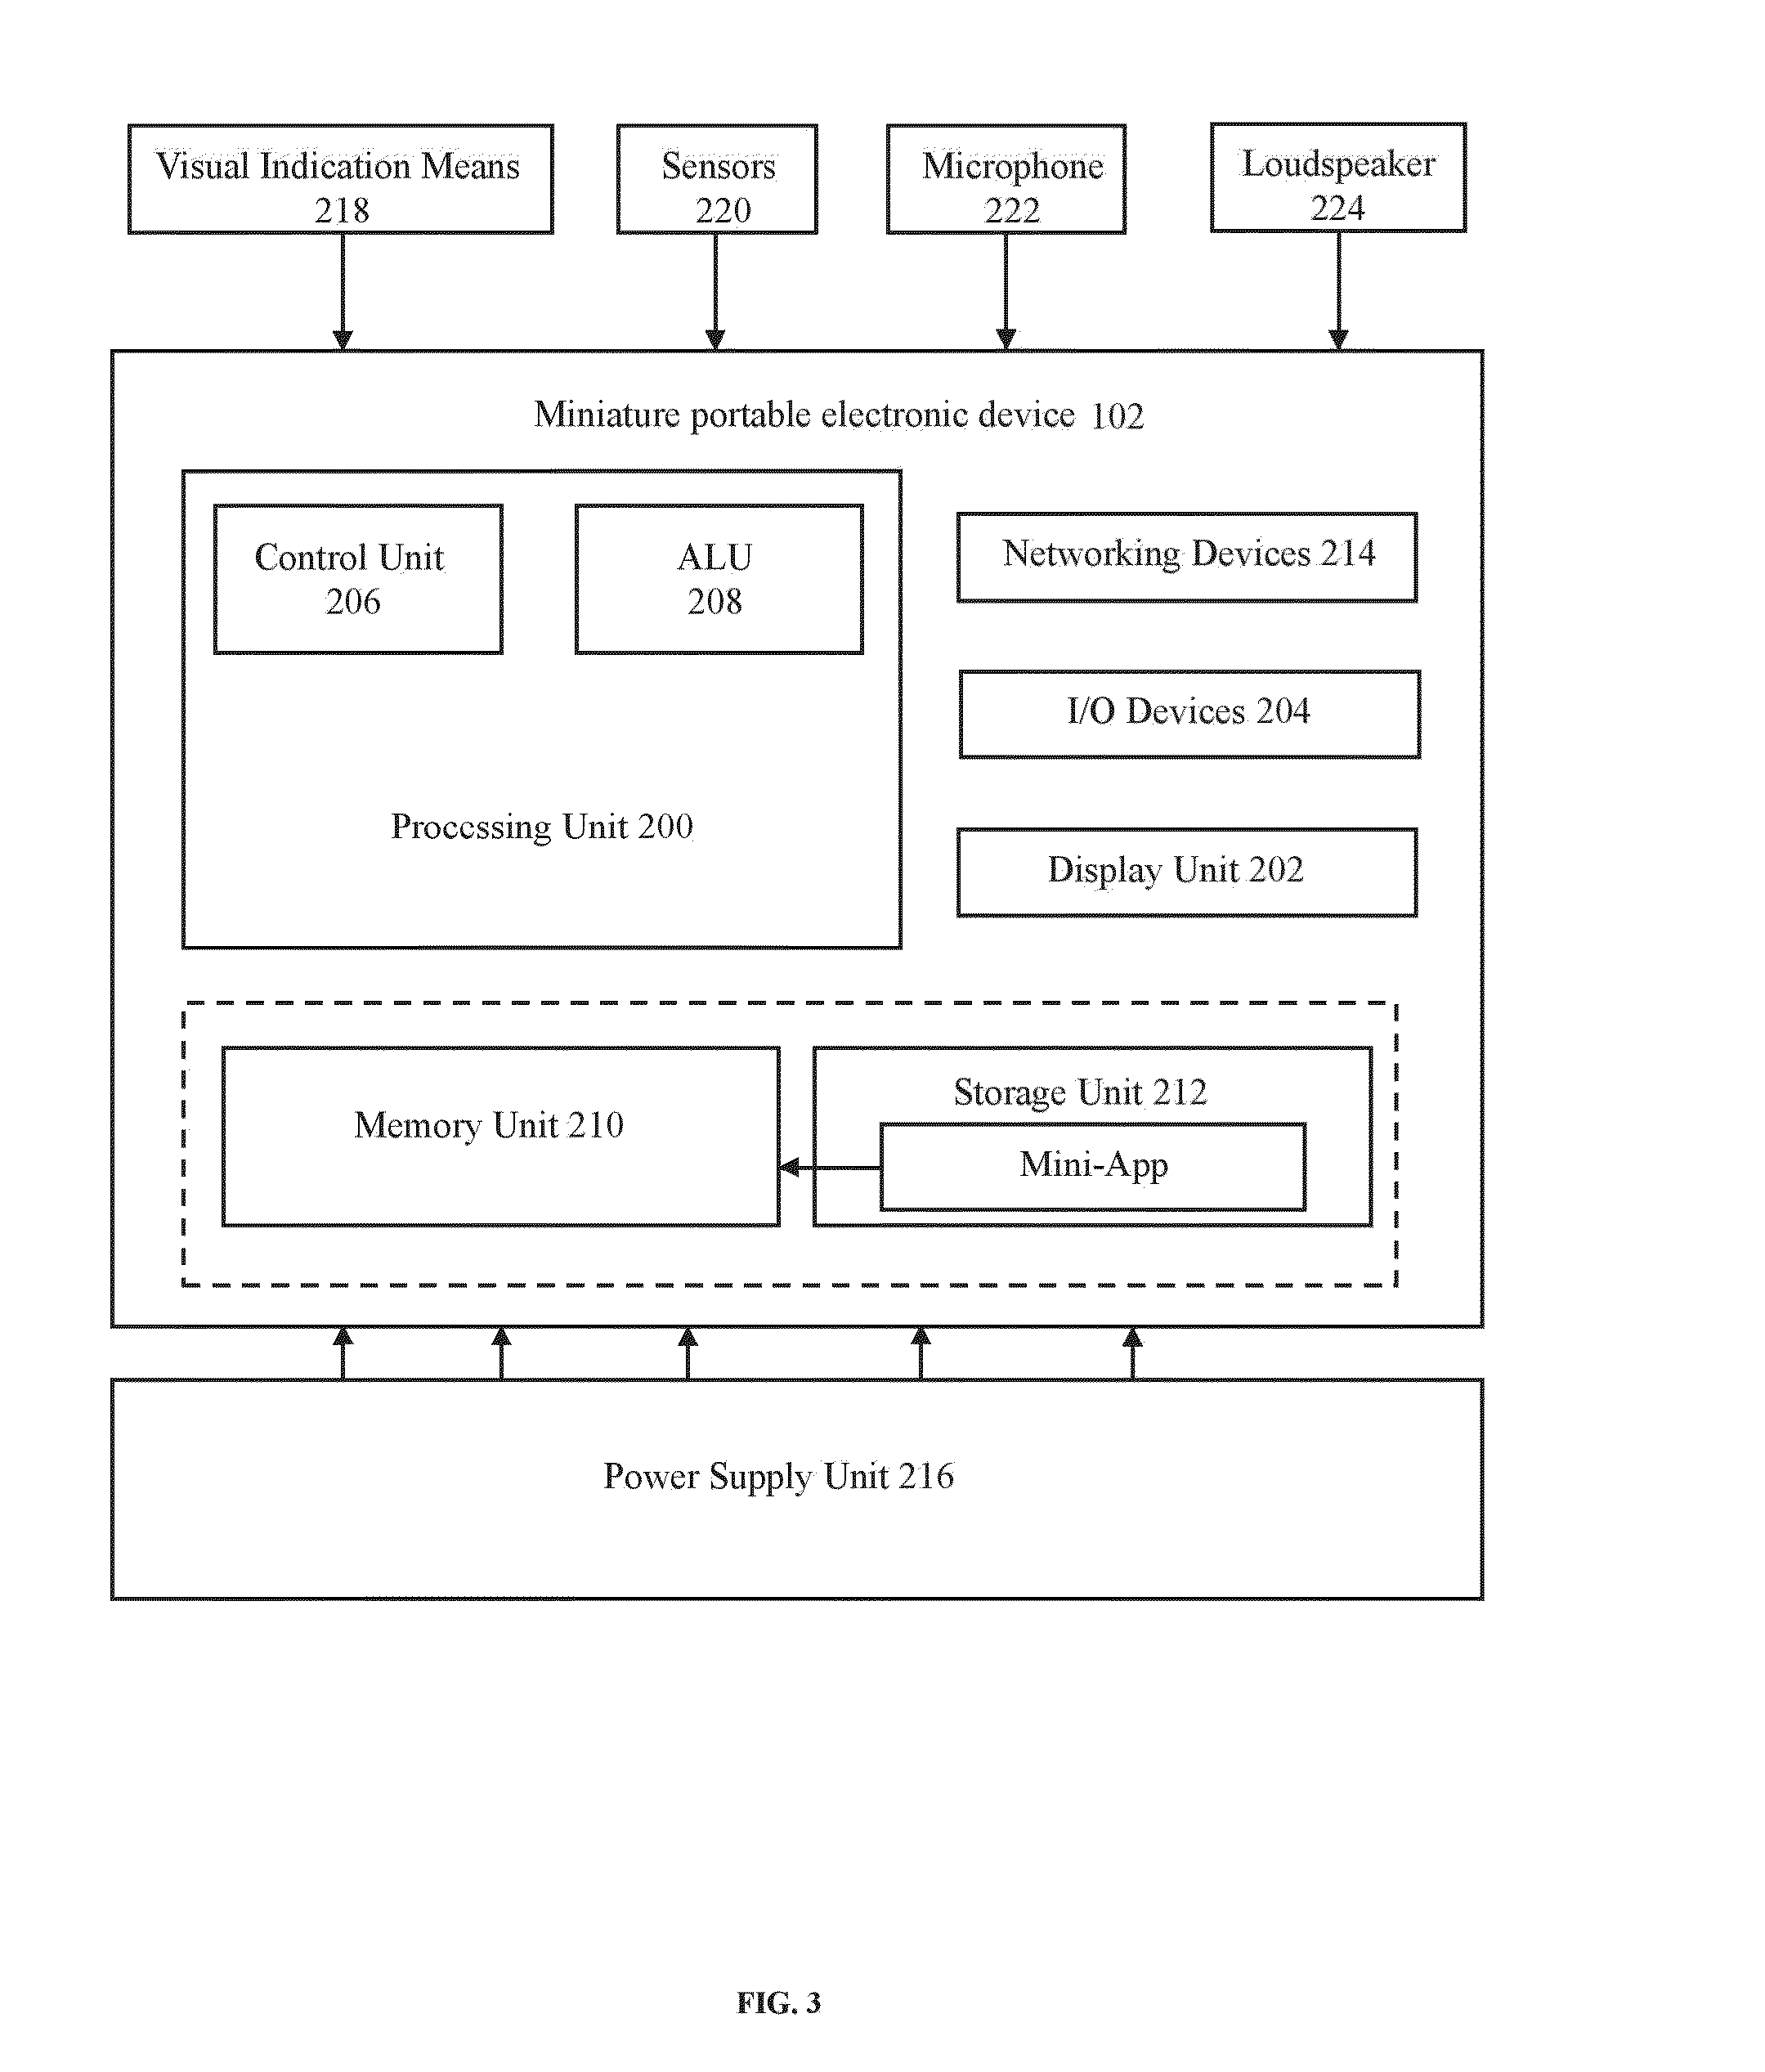 Visual Indication Means
218
Sensors
220
Microphone
222
Loudspeaker
224
Miniature portable electronic device 102
Control Unit
206
ALU
208
Processing Unit 200
Networking Devices 214
I/O Devices 204
Display Unit 202
Memory Unit 210
Storage Unit 212
Mini-App
Power Supply Unit 216
FIG. 3